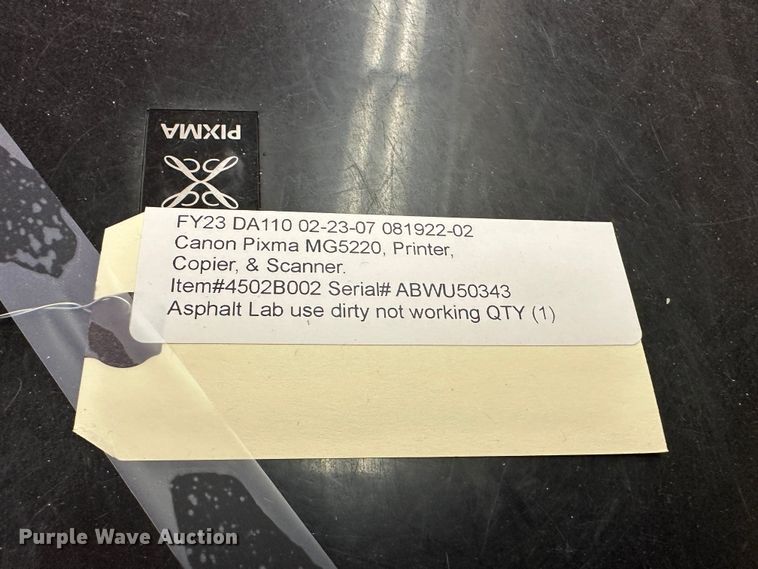 PIXMA
FY23 DA110 02-23-07 081922-02
Canon Pixma MG5220, Printer,
Copier, & Scanner.
Item#4502B002 Serial# ABWU50343
Asphalt Lab use dirty not working QTY (1)
Purple Wave Auction